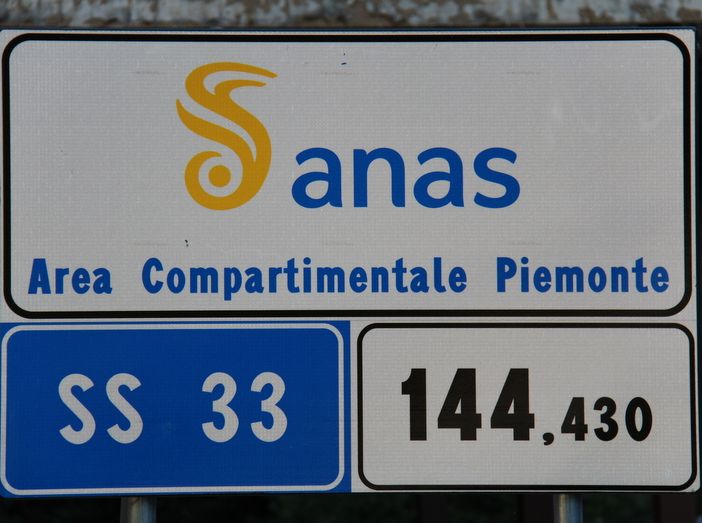 anas
Area Compartimentale Piemonte
SS 33
144,430